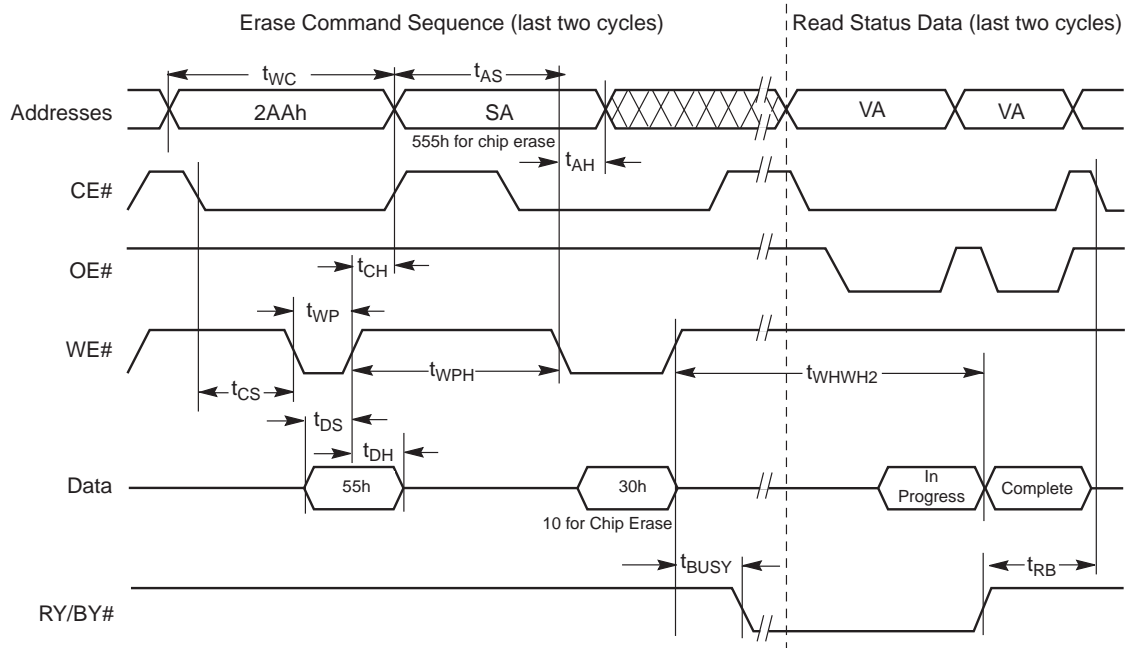 Erase Command Sequence (last two cycles)
Read Status Data (last two cycles)
tWC
tAS
Addresses
2AAh
SA
VA
VA
555h for chip erase
tAH
CE#
OE#
tCH
tWP
WE#
tWPH
tWHWH2
tCS
tDS
tDH
Data
55h
30h
In
Progress
Complete
10 for Chip Erase
tBUSY
tRB
RY/BY#